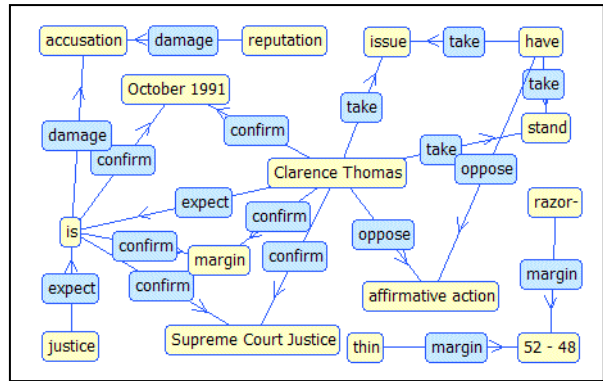 accusation damage reputation issue take have
October 1991 take
damage confirm take stand
confirm take
Clarence Thomas oppose
expect razor-
is confirm
confirm oppose
margin confirm
confirm margin
expect affirmative action
Supreme Court Justice
justice thin margin 52 - 48